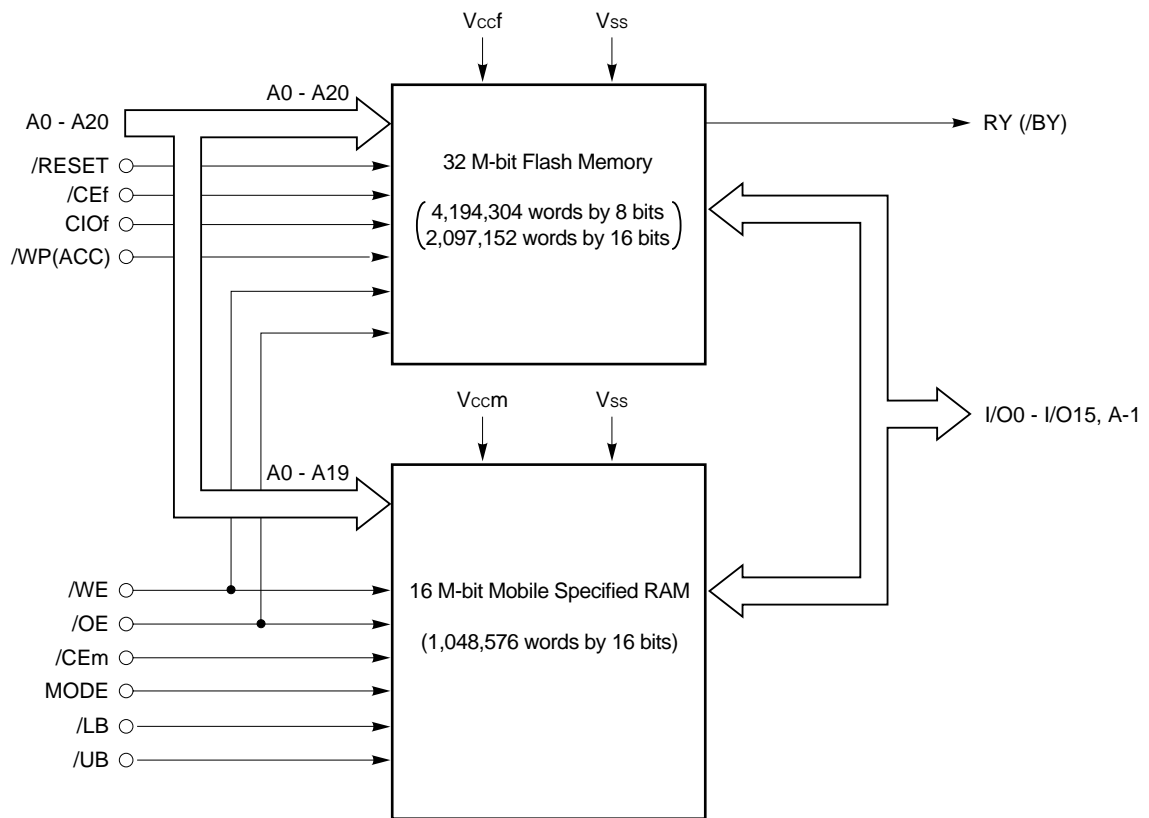 Vccf
Vss
A0 - A20
A0 - A20
/RESET
/CEf
CIOf
/WP(ACC)
32 M-bit Flash Memory
(4,194,304 words by 8 bits
2,097,152 words by 16 bits)
RY (/BY)
I/O0 - I/O15, A-1
Vccm
Vss
A0 - A19
/WE
/OE
/CEm
MODE
/LB
/UB
16 M-bit Mobile Specified RAM
(1,048,576 words by 16 bits)